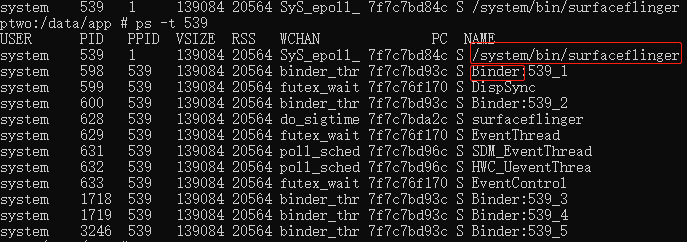 system 539 1 139084 20564 SyS_epoll_ 7f7c7bd84c S /system/bin/surfaceflinger
ptwo:/data/app # ps -t 539
USER PID PPID VSIZE RSS WCHAN PC NAME
system 539 1 139084 20564 SyS_epoll_ 7f7c7bd84c S /system/bin/surfaceflinger
system 598 539 139084 20564 binder_thr 7f7c7bd93c S Binder:539_1
system 599 539 139084 20564 futex_wait 7f7c76f170 S DispSync
system 600 539 139084 20564 binder_thr 7f7c7bd93c S Binder:539_2
system 628 539 139084 20564 do_sigtime 7f7c7bda2c S surfaceflinger
system 629 539 139084 20564 futex_wait 7f7c76f170 S EventThread
system 631 539 139084 20564 poll_sched 7f7c7bd96c S SDM_EventThread
system 632 539 139084 20564 poll_sched 7f7c7bd96c S HWC_UeventThrea
system 633 539 139084 20564 futex_wait 7f7c76f170 S EventControl
system 1718 539 139084 20564 binder_thr 7f7c7bd93c S Binder:539_3
system 1719 539 139084 20564 binder_thr 7f7c7bd93c S Binder:539_4
system 3246 539 139084 20564 binder_thr 7f7c7bd93c S Binder:539_5